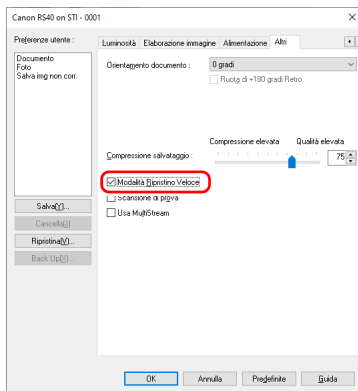 Canon RS40 on STI - 0001
Preferenze utente :
Documento
Foto
Salva img non corr.
Salva(Y)...
Cancella(J)
Ripristina(V)...
Back Up(K)...
Luminosità Elaborazione immagine Alimentazione Altri
Orientamento documento : 0 gradi
Ruota di +180 gradi Retro
Compressione elevata Qualità elevata
Compressione salvataggio : 75
Modalità Ripristino Veloce
Scansione di prova
Usa MultiStream
OK Annulla Predefinite Guida